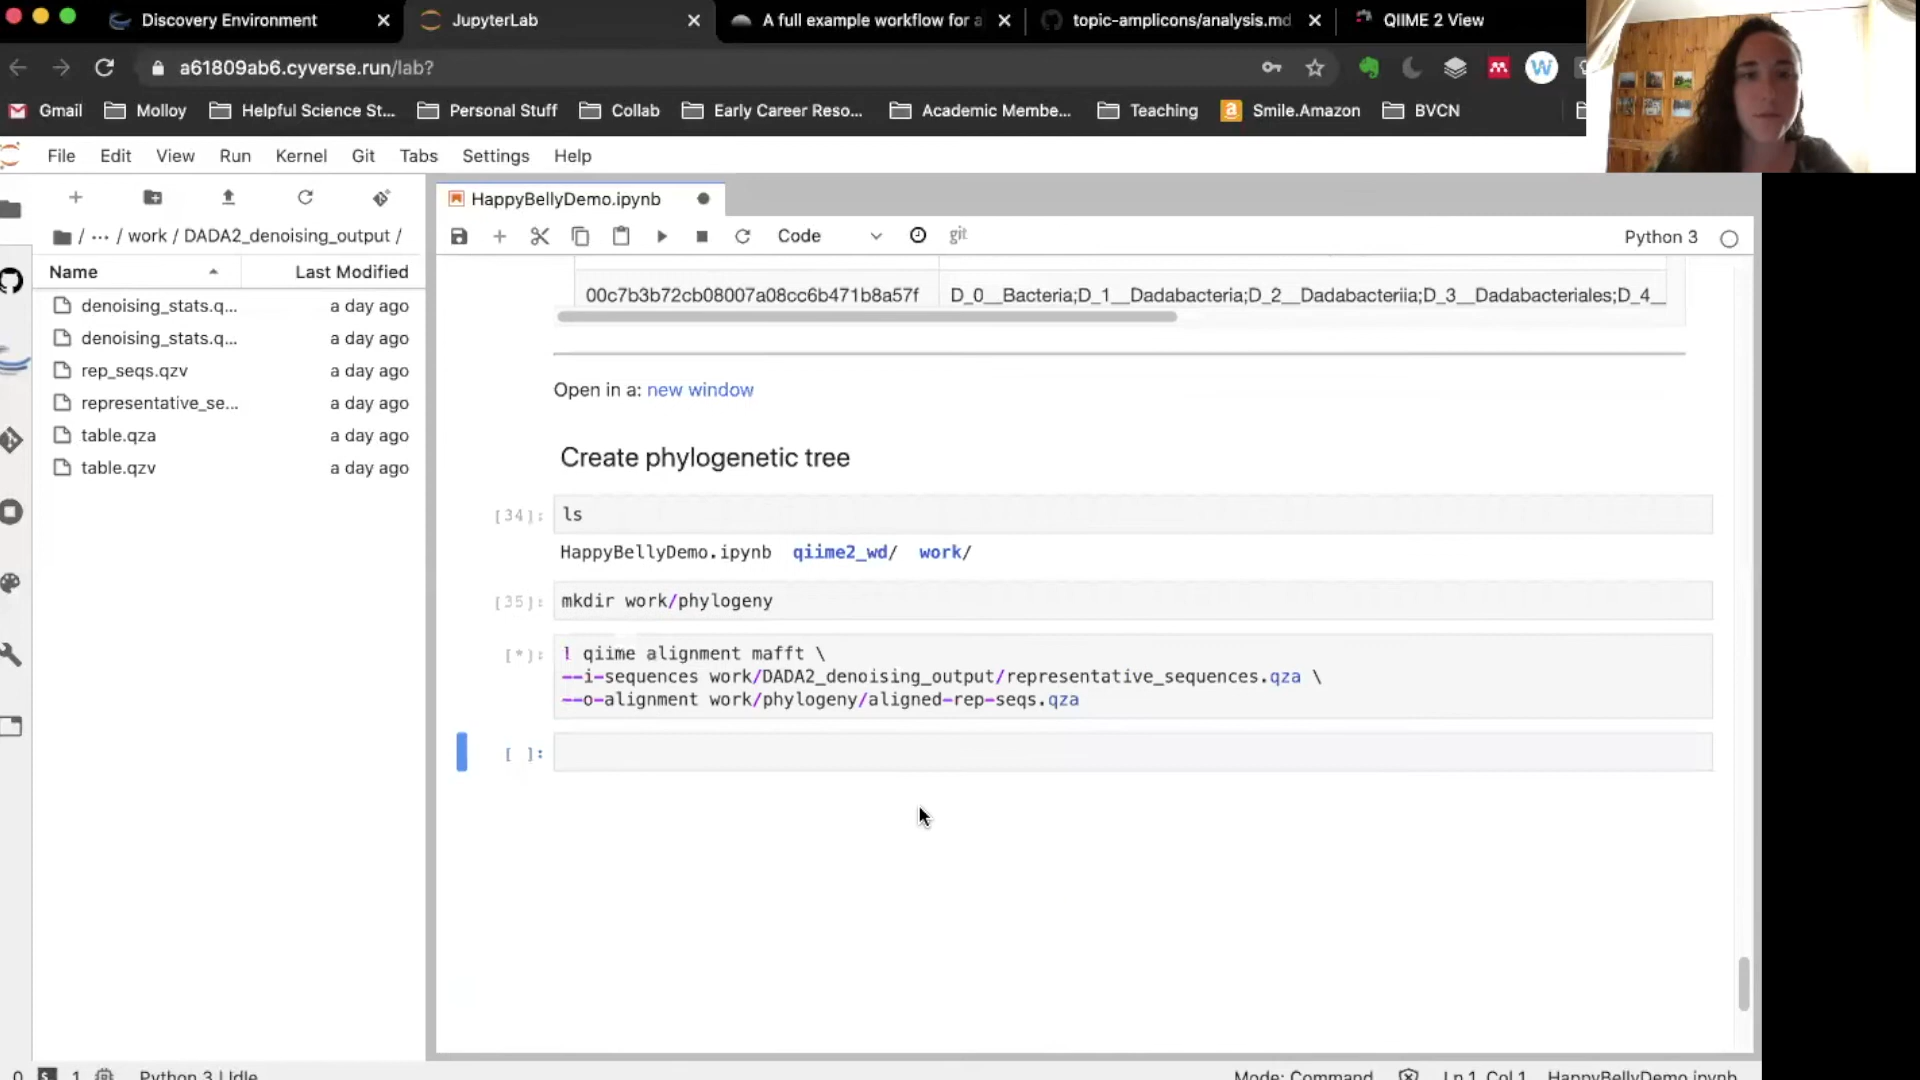 Discovery Environment
JupyterLab
A full example workflow for a
topic-amplicons/analysis.md
QIIME 2 View
a61809ab6.cyverse.run/lab?
W
Gmail
Molloy
Helpful Science St...
Personal Stuff
Collab
Early Career Reso...
Academic Membe...
Teaching
Smile.Amazon
BVCN
File Edit View Run Kernel Git Tabs Settings Help
HappyBellyDemo.ipynb
/ ··· / work / DADA2_denoising_output /
Code
git
Python 3
Name
Last Modified
denoising_stats.q... a day ago
denoising_stats.q... a day ago
rep_seqs.qzv a day ago
representative_se... a day ago
table.qza a day ago
table.qzv a day ago
00c7b3b72cb08007a08cc6b471b8a57f D_0__Bacteria;D_1__Dadabacteria;D_2__Dadabacteriia;D_3__Dadabacteriales;D_4__
Open in a: new window
Create phylogenetic tree
[34]: ls
HappyBellyDemo.ipynb qiime2_wd/ work/
[35]: mkdir work/phylogeny
[*]: ! qiime alignment mafft \
--i-sequences work/DADA2_denoising_output/representative_sequences.qza \
--o-alignment work/phylogeny/aligned-rep-seqs.qza
[ ]:
0 1 Python 3 | Idle
Mode: Command
Ln 1, Col 1
HappyBellyDemo.ipynb